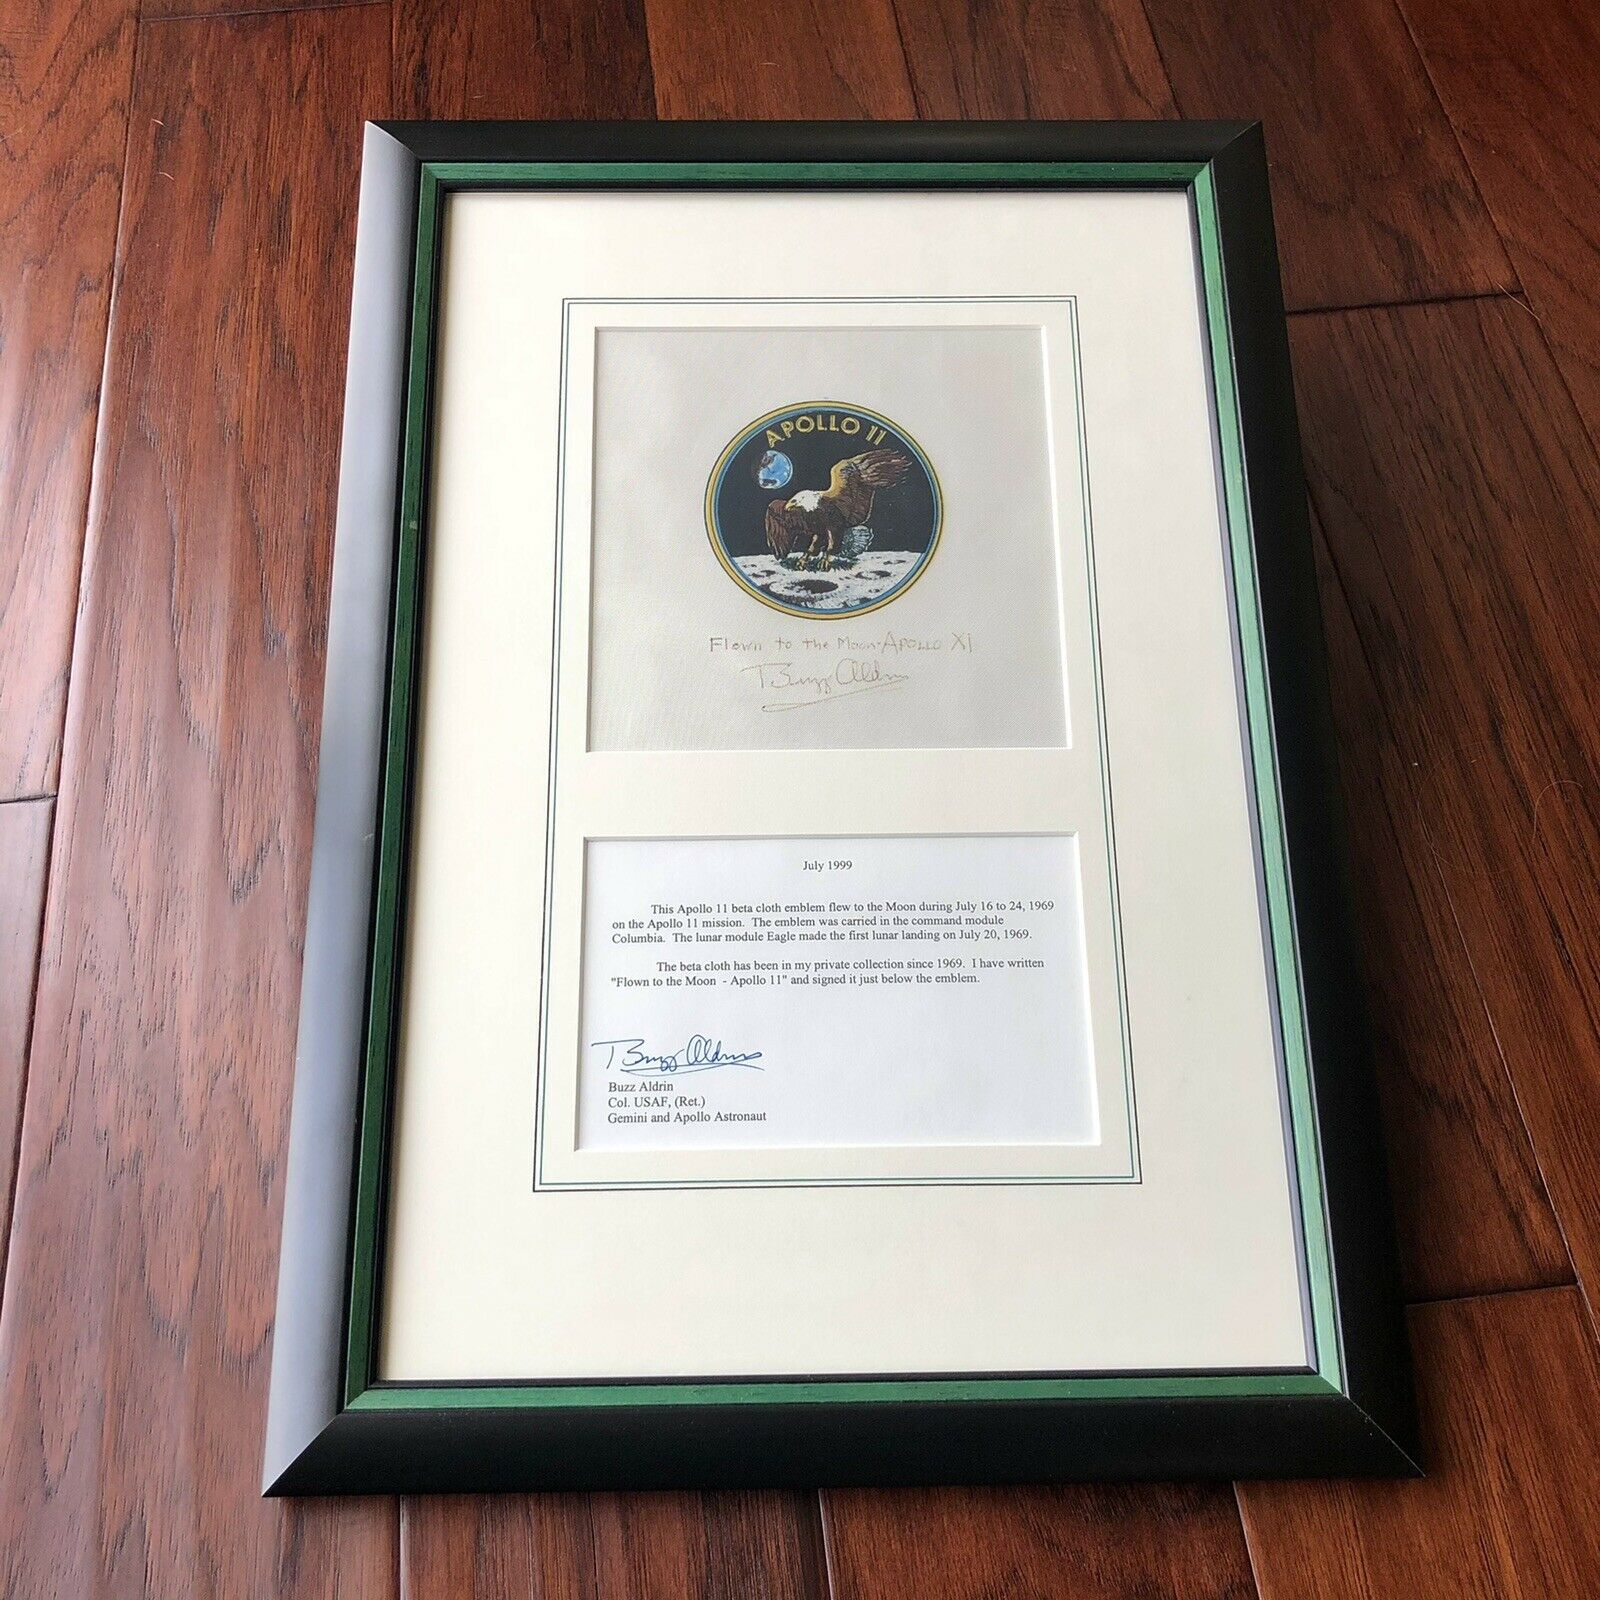 APOLLO 11
Flown to the Moon-APOLLO XI
Buzz Aldrin
July 1999
This Apollo 11 beta cloth emblem flew to the Moon during July 16 to 24, 1969
on the Apollo 11 mission. The emblem was carried in the command module
Columbia. The lunar module Eagle made the first lunar landing on July 20, 1969.
The beta cloth has been in my private collection since 1969. I have written
"Flown to the Moon - Apollo 11" and signed it just below the emblem.
Buzz Aldrin
Buzz Aldrin
Col. USAF, (Ret.)
Gemini and Apollo Astronaut